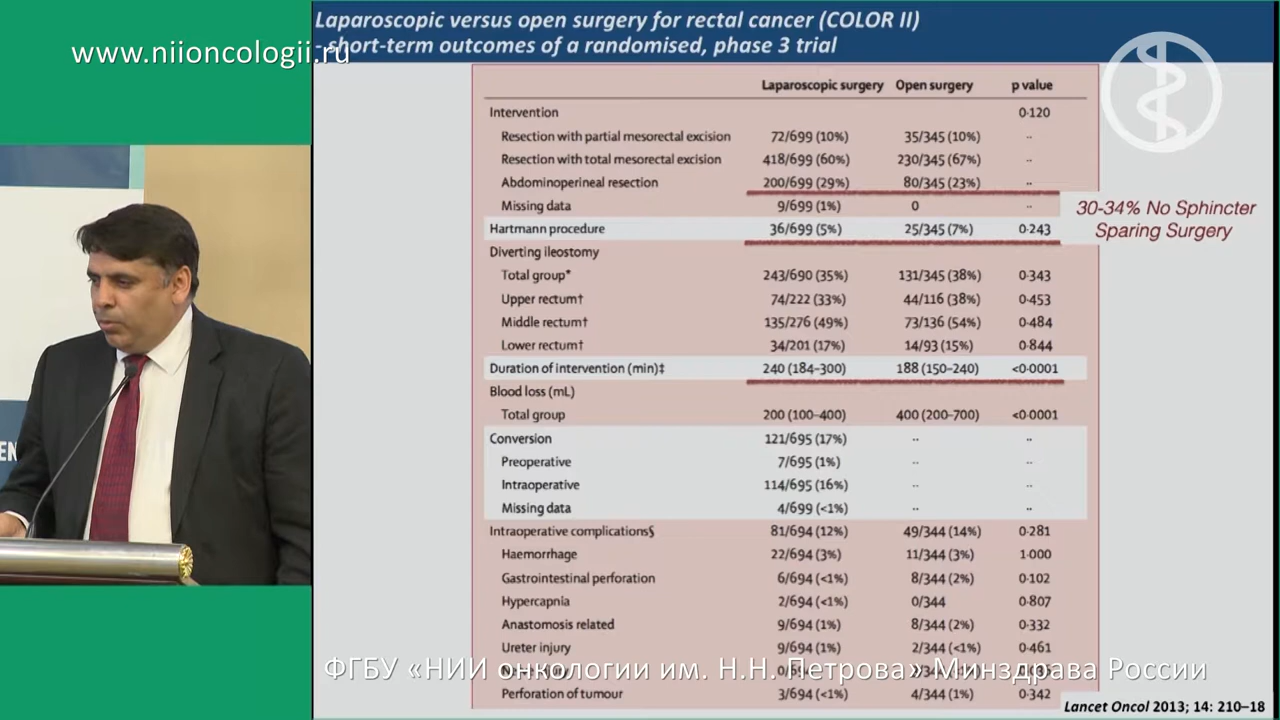 Laparoscopic versus open surgery for rectal cancer (COLOR II)
- short-term outcomes of a randomised, phase 3 trial
www.niioncologii.ru
Laparoscopic surgery Open surgery p value
Intervention 0·120
Resection with partial mesorectal excision 72/699 (10%) 35/345 (10%) ..
Resection with total mesorectal excision 418/699 (60%) 230/345 (67%) ..
Abdominoperineal resection 200/699 (29%) 80/345 (23%) ..
Missing data 9/699 (1%) 0 ..
30-34% No Sphincter
Sparing Surgery
Hartmann procedure 36/699 (5%) 25/345 (7%) 0·243
Diverting ileostomy
Total group* 243/690 (35%) 131/345 (38%) 0·343
Upper rectum† 74/222 (33%) 44/116 (38%) 0·453
Middle rectum† 135/276 (49%) 73/136 (54%) 0·484
Lower rectum† 34/201 (17%) 14/93 (15%) 0·844
Duration of intervention (min)‡ 240 (184–300) 188 (150–240) <0·0001
Blood loss (mL)
Total group 200 (100–400) 400 (200–700) <0·0001
Conversion 121/695 (17%) .. ..
Preoperative 7/695 (1%) .. ..
Intraoperative 114/695 (16%) .. ..
Missing data 4/699 (<1%) .. ..
Intraoperative complications§ 81/694 (12%) 49/344 (14%) 0·281
Haemorrhage 22/694 (3%) 11/344 (3%) 1·000
Gastrointestinal perforation 6/694 (<1%) 8/344 (2%) 0·102
Hypercapnia 2/694 (<1%) 0/344 0·807
Anastomosis related 9/694 (1%) 8/344 (2%) 0·332
Ureter injury 9/694 (1%) 2/344 (<1%) 0·461
ФГБУ «НИИ онкологии им. Н.Н. Петрова» Минздрава России
Perforation of tumour 3/694 (<1%) 4/344 (1%) 0·342
Lancet Oncol 2013; 14: 210–18
EN